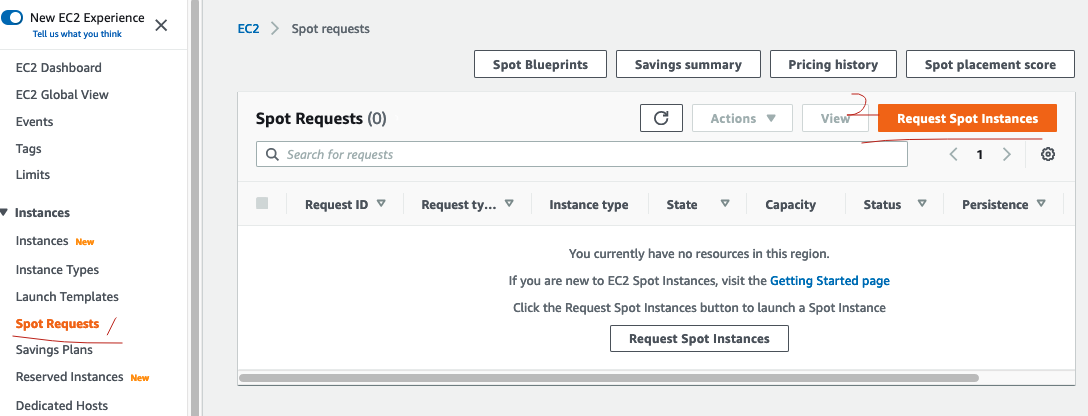 New EC2 Experience
Tell us what you think
EC2 Dashboard
EC2 Global View
Events
Tags
Limits
Instances
Instances New
Instance Types
Launch Templates
Spot Requests
Savings Plans
Reserved Instances New
Dedicated Hosts
EC2 > Spot requests
Spot Blueprints Savings summary Pricing history Spot placement score
Spot Requests (0) Actions View Request Spot Instances
Search for requests 1
Request ID Request ty... Instance type State Capacity Status Persistence
You currently have no resources in this region.
If you are new to EC2 Spot Instances, visit the Getting Started page
Click the Request Spot Instances button to launch a Spot Instance
Request Spot Instances